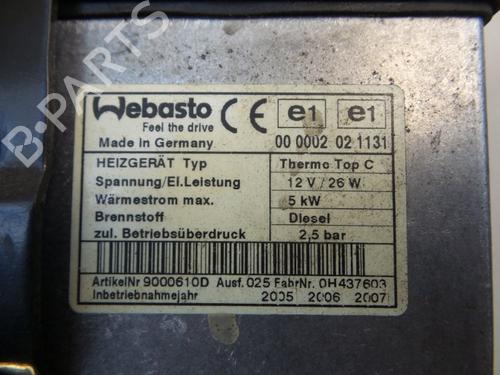 Webasto CE e1 e1
Feel the drive
Made in Germany 00 0002 02 1131
HEIZGERÄT Typ Thermo Top C
Spannung/El.Leistung 12 V / 26 W
Wärmestrom max. 5 kW
Brennstoff Diesel
zul. Betriebsüberdruck 2,5 bar
ArtikelNr 9000610D Ausf. 025 FabrNr. 0H437603
Inbetriebnahmejahr 2005 2006 2007
B-PARTS